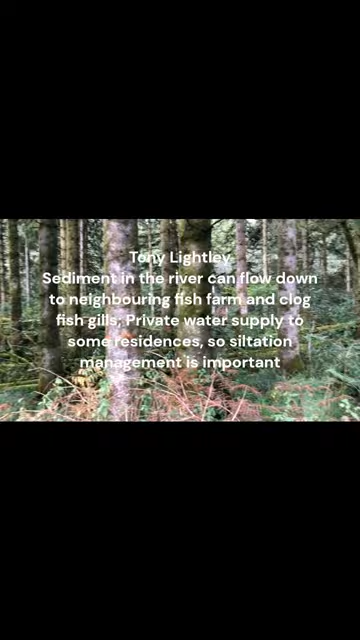 Tony Lightley
Sediment in the river can flow down
to neighbouring fish farm and clog
fish gills; Private water supply to
some residences, so siltation
management is important